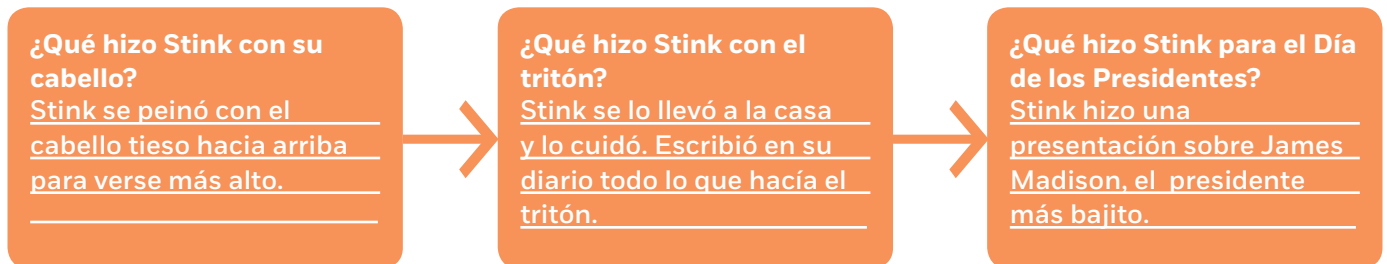 ¿Qué hizo Stink con su
cabello?
Stink se peinó con el
cabello tieso hacia arriba
para verse más alto.
¿Qué hizo Stink con el
tritón?
Stink se lo llevó a la casa
y lo cuidó. Escribió en su
diario todo lo que hacía el
tritón.
¿Qué hizo Stink para el Día
de los Presidentes?
Stink hizo una
presentación sobre James
Madison, el presidente
más bajito.